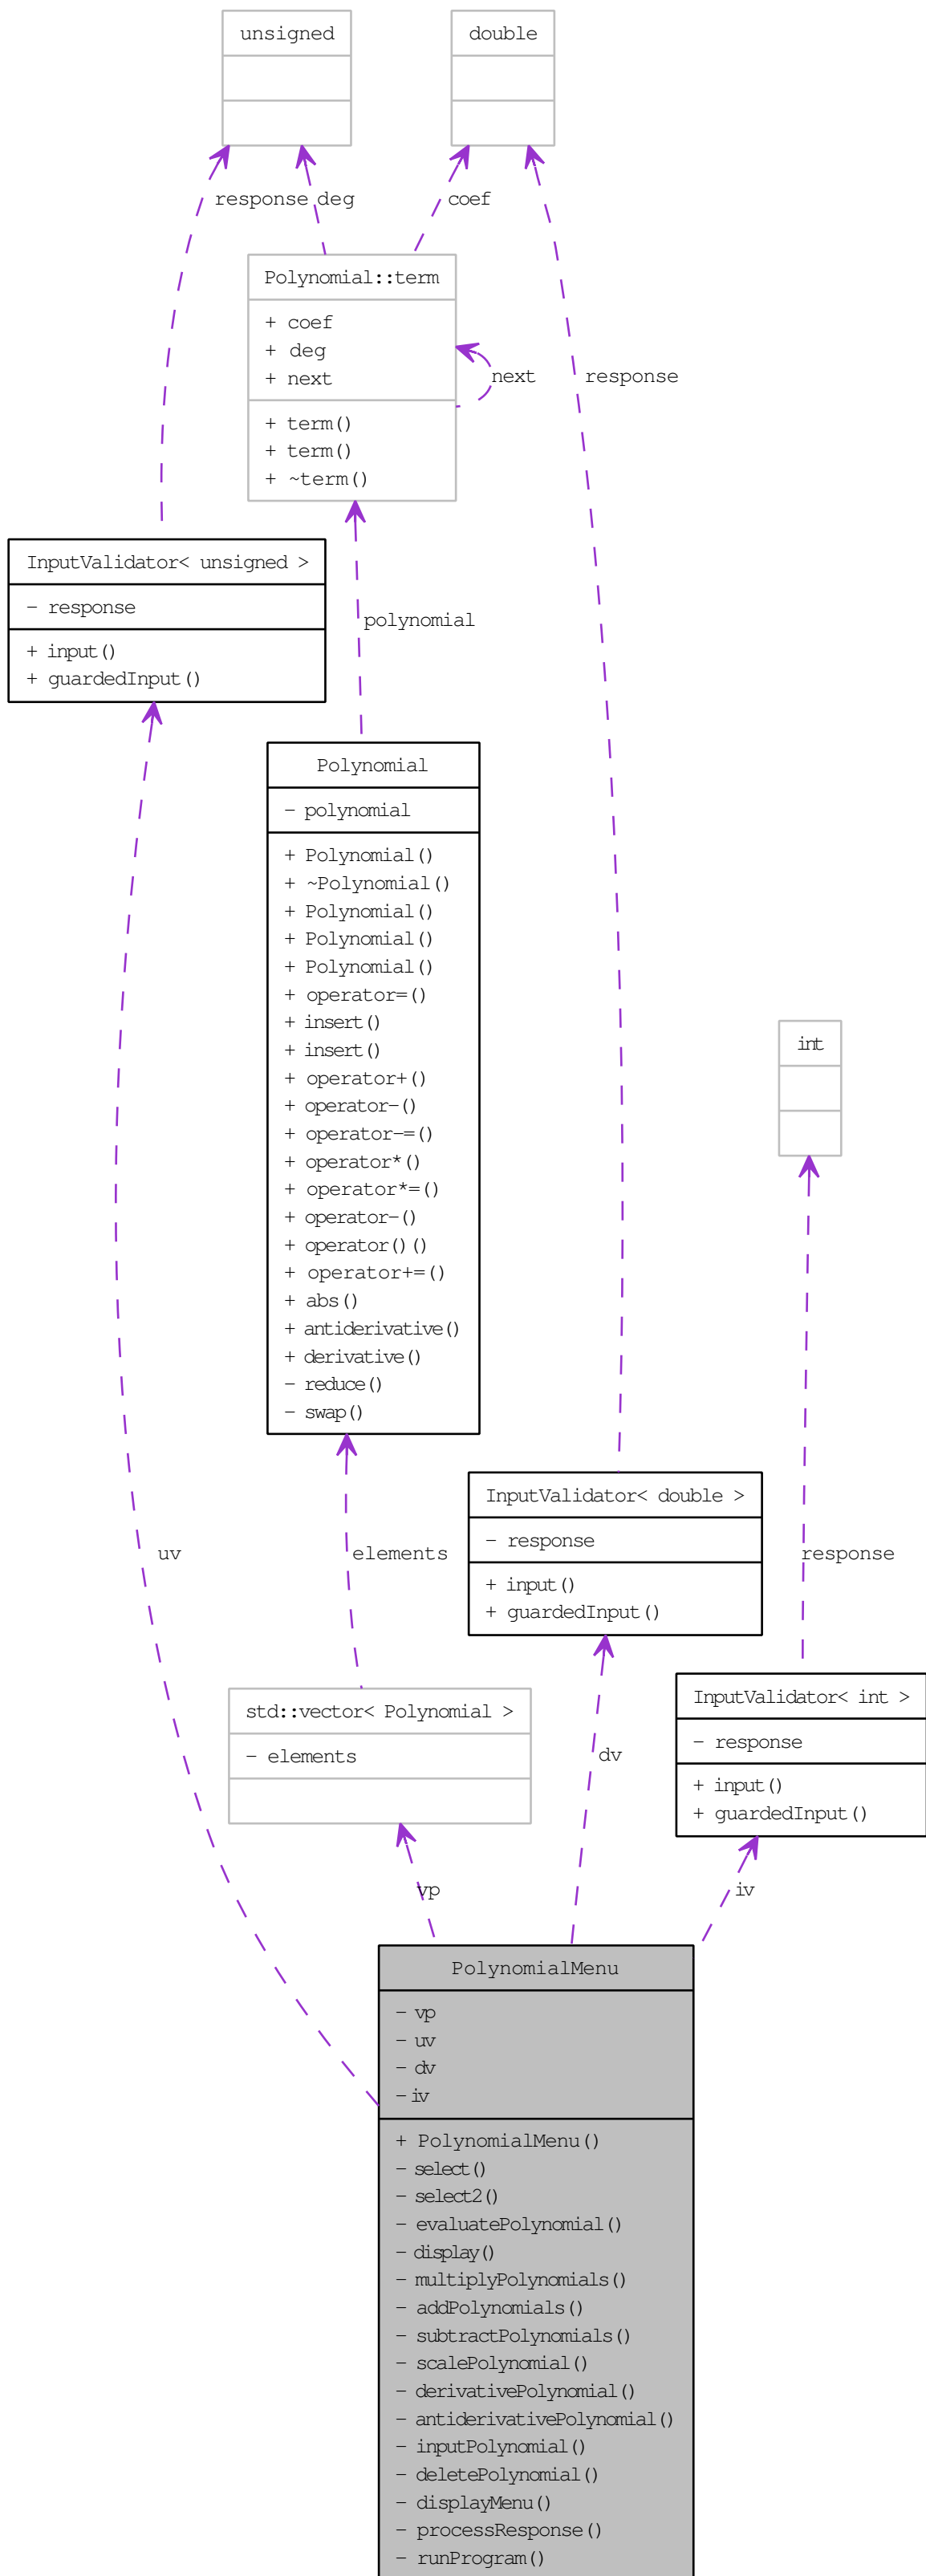 unsigned
double
response
deg
coef
Polynomial::term
+ coef
+ deg
+ next
+ term()
+ term()
+ ~term()
next
response
InputValidator< unsigned >
- response
+ input()
+ guardedInput()
polynomial
Polynomial
- polynomial
+ Polynomial()
+ ~Polynomial()
+ Polynomial()
+ Polynomial()
+ Polynomial()
+ operator=()
+ insert()
+ insert()
+ operator+()
+ operator-()
+ operator-=()
+ operator*()
+ operator*=()
+ operator-()
+ operator()()
+ operator+=()
+ abs()
+ antiderivative()
+ derivative()
- reduce()
- swap()
int
InputValidator< double >
- response
+ input()
+ guardedInput()
uv
elements
response
std::vector< Polynomial >
- elements
InputValidator< int >
- response
+ input()
+ guardedInput()
dv
vp
iv
PolynomialMenu
- vp
- uv
- dv
- iv
+ PolynomialMenu()
- select()
- select2()
- evaluatePolynomial()
- display()
- multiplyPolynomials()
- addPolynomials()
- subtractPolynomials()
- scalePolynomial()
- derivativePolynomial()
- antiderivativePolynomial()
- inputPolynomial()
- deletePolynomial()
- displayMenu()
- processResponse()
- runProgram()